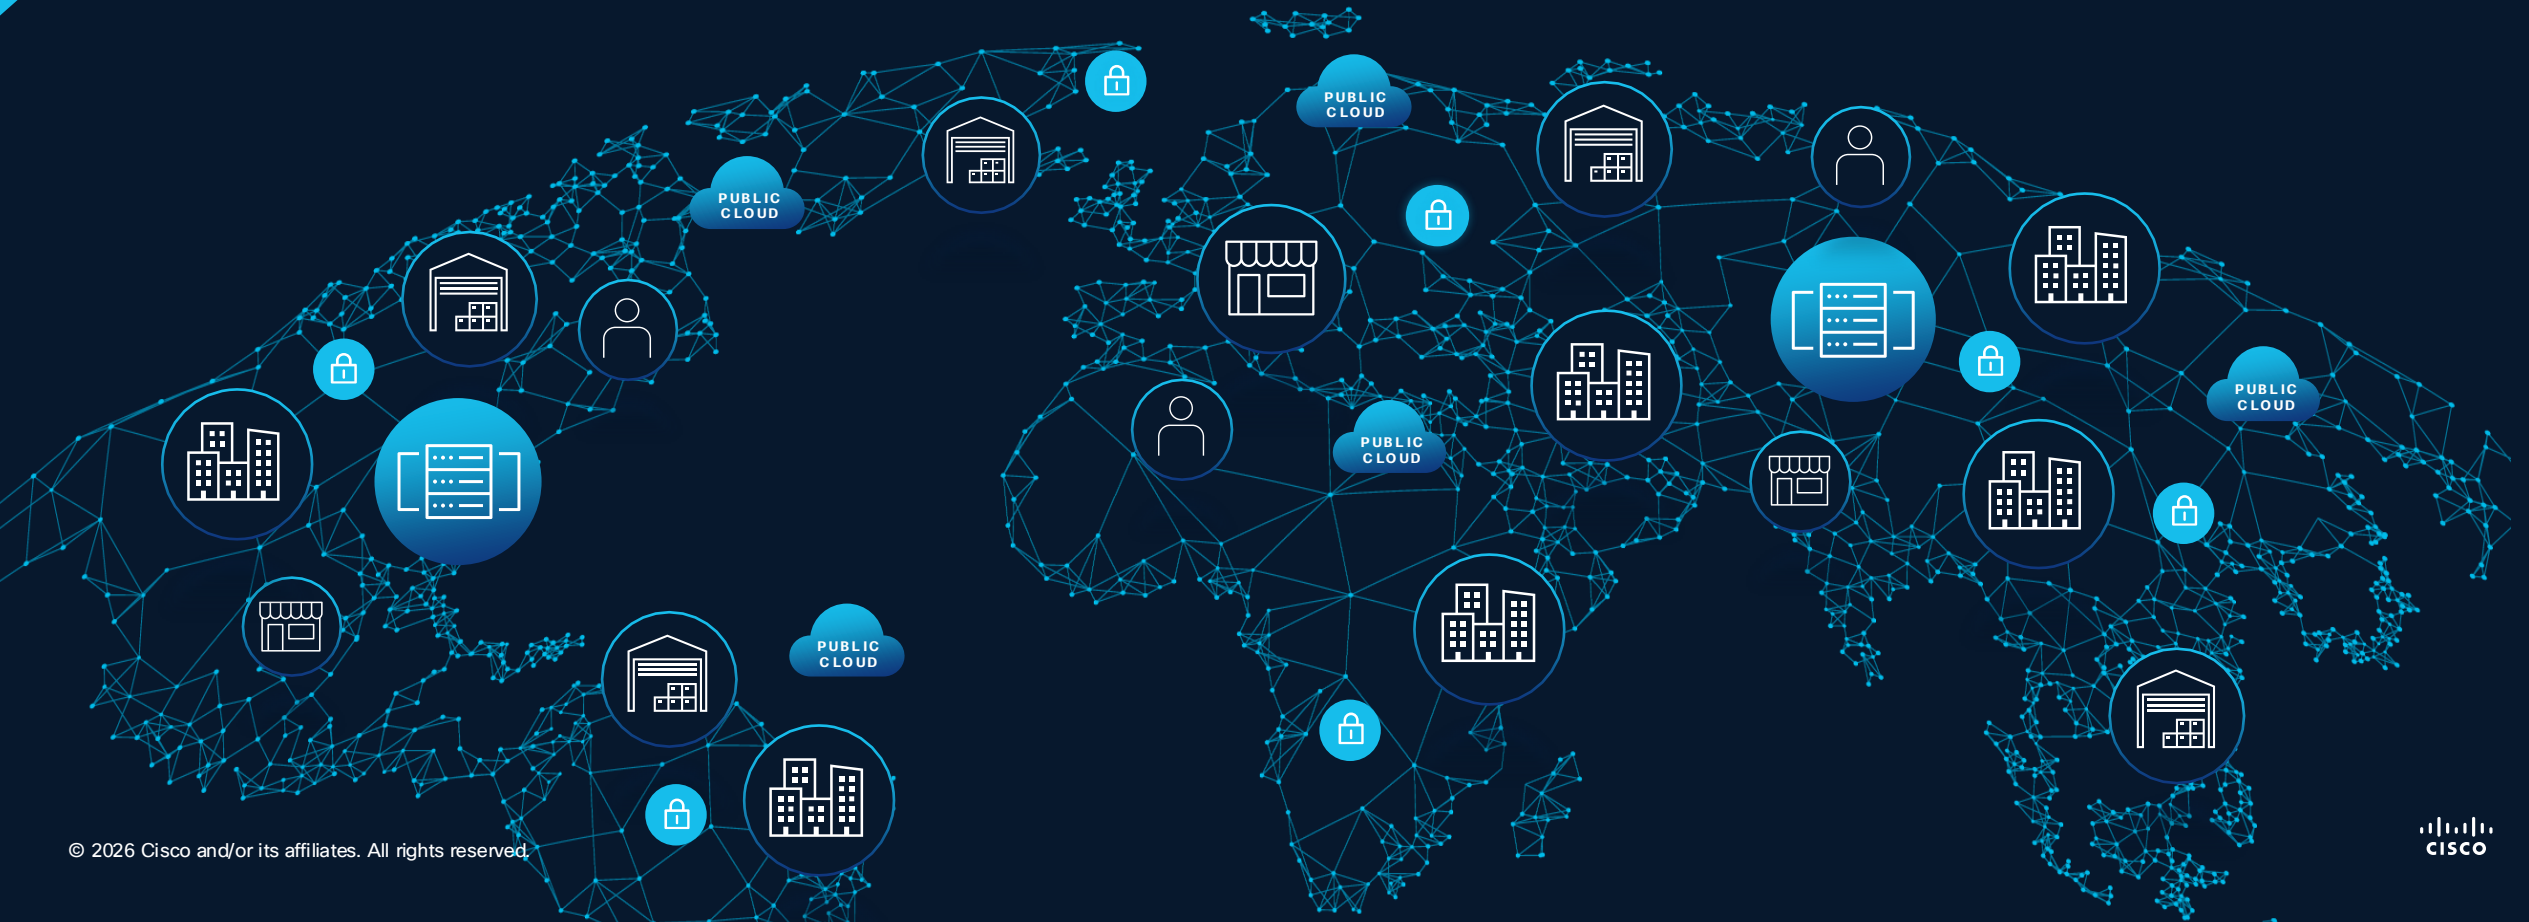 PUBLIC
CLOUD
PUBLIC
CLOUD
PUBLIC
CLOUD
PUBLIC
CLOUD
PUBLIC
CLOUD
© 2026 Cisco and/or its affiliates. All rights reserved.
CISCO